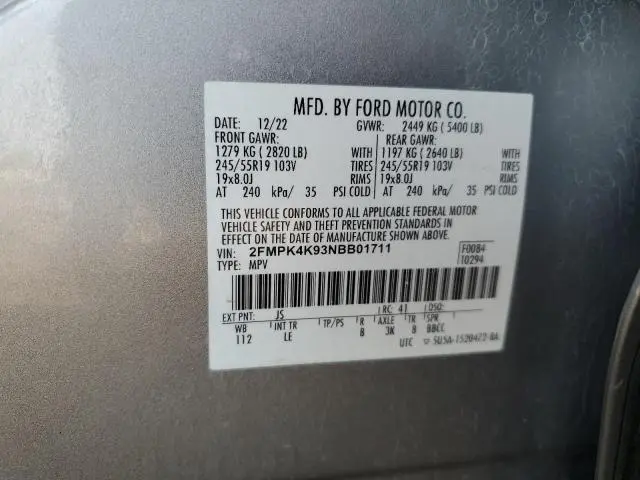 MFD. BY FORD MOTOR CO.
DATE: 12/22 GVWR: 2449 KG ( 5400 LB)
FRONT GAWR: REAR GAWR:
1279 KG ( 2820 LB) WITH 1197 KG ( 2640 LB) WITH
245/55R19 103V TIRES 245/55R19 103V TIRES
19x8.0J RIMS 19x8.0J RIMS
AT 240 kPa/ 35 PSI COLD AT 240 kPa/ 35 PSI COLD
THIS VEHICLE CONFORMS TO ALL APPLICABLE FEDERAL MOTOR
VEHICLE SAFETY AND THEFT PREVENTION STANDARDS IN
EFFECT ON THE DATE OF MANUFACTURE SHOWN ABOVE.
VIN: 2FMPK4K93NBB01711 F0084
TYPE: MPV T0294
EXT PNT: JS RC: 41 DSO:
WB INT TR TP/PS R AXLE TR SPR
112 LE B 3K 8 BBCC
UTC SU5A-1520472-BA